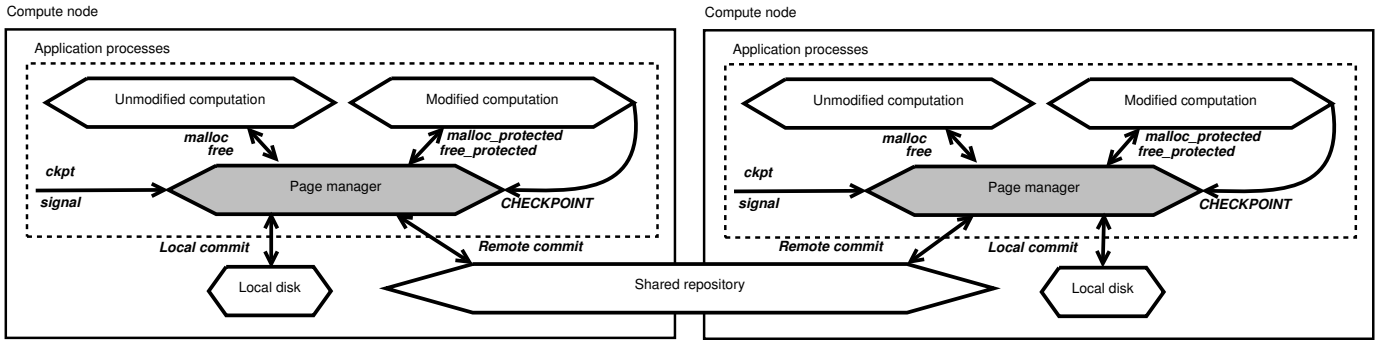 Compute node
Application processes
Unmodified computation
Modified computation
malloc
free
malloc_protected
free_protected
ckpt
signal
Page manager
CHECKPOINT
Local commit
Remote commit
Local disk
Shared repository
Compute node
Application processes
Unmodified computation
Modified computation
malloc
free
malloc_protected
free_protected
ckpt
signal
Page manager
CHECKPOINT
Remote commit
Local commit
Local disk